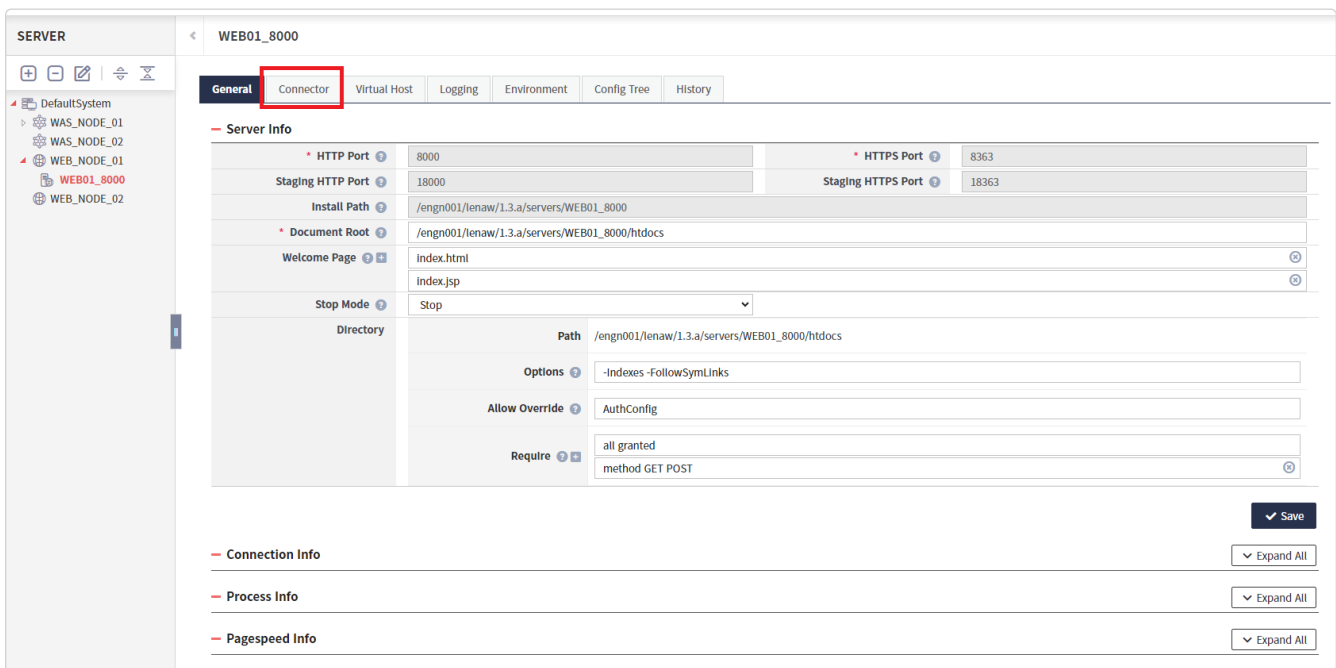 SERVER
WEB01_8000
DefaultSystem
WAS_NODE_01
WAS_NODE_02
WEB_NODE_01
WEB01_8000
WEB_NODE_02
General Connector Virtual Host Logging Environment Config Tree History
Server Info
* HTTP Port ? 8000 * HTTPS Port ? 8363
Staging HTTP Port ? 18000 Staging HTTPS Port ? 18363
Install Path ? /engn001/lenaw/1.3.a/servers/WEB01_8000
* Document Root ? /engn001/lenaw/1.3.a/servers/WEB01_8000/htdocs
Welcome Page ? + index.html
index.jsp
Stop Mode ? Stop
Directory
Path /engn001/lenaw/1.3.a/servers/WEB01_8000/htdocs
Options ? -Indexes -FollowSymLinks
Allow Override ? AuthConfig
Require ? + all granted
method GET POST
Save
Connection Info Expand All
Process Info Expand All
Pagespeed Info Expand All